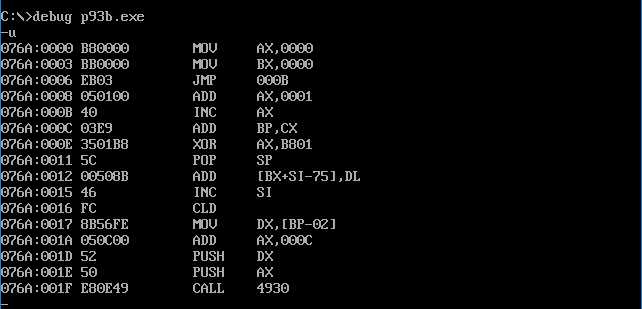 C:\>debug p93b.exe
-u
076A:0000 B80000 MOV AX,0000
076A:0003 BB0000 MOV BX,0000
076A:0006 EB03 JMP 000B
076A:0008 050100 ADD AX,0001
076A:000B 40 INC AX
076A:000C 03E9 ADD BP,CX
076A:000E 3501B8 XOR AX,B801
076A:0011 5C POP SP
076A:0012 00508B ADD [BX+SI-75],DL
076A:0015 46 INC SI
076A:0016 FC CLD
076A:0017 8B56FE MOV DX,[BP-02]
076A:001A 050C00 ADD AX,000C
076A:001D 52 PUSH DX
076A:001E 50 PUSH AX
076A:001F E80E49 CALL 4930
-